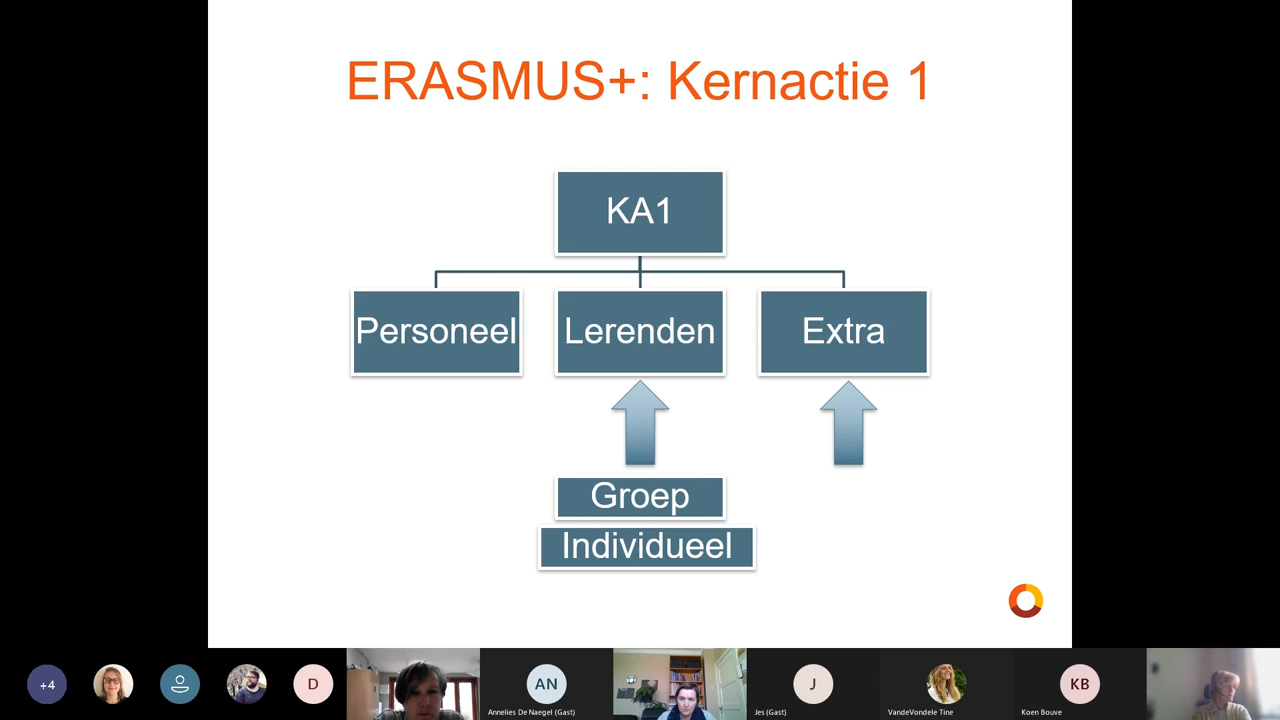 ERASMUS+: Kernactie 1
KA1
Personeel
Lerenden
Extra
Groep
Individueel
+4
D
AN
Annelies De Naegel (Gast)
J
Jes (Gast)
VandeVondele Tine
KB
Koen Bouve